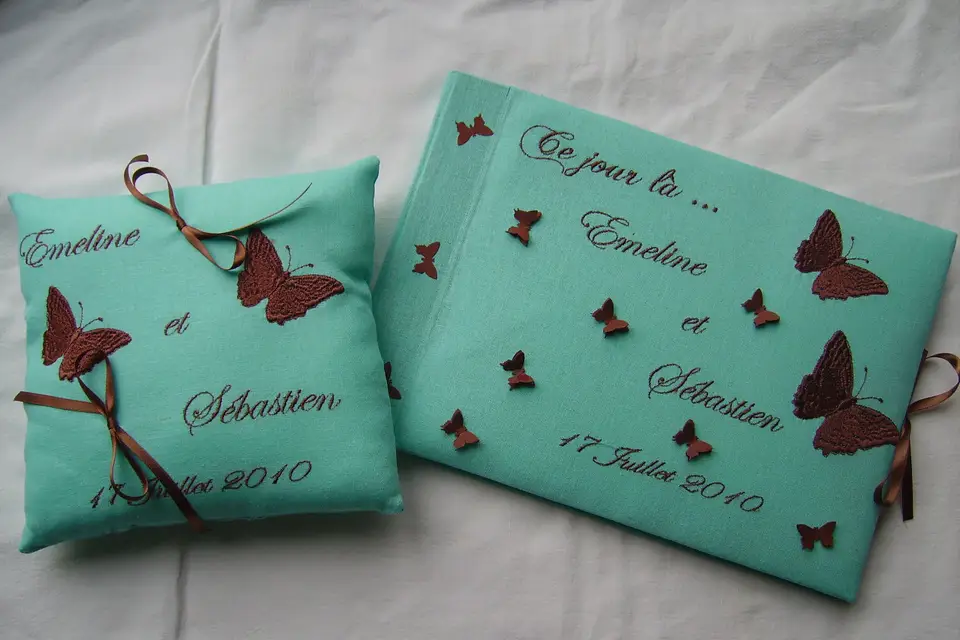 Emeline
et
Sébastien
17 Juillet 2010
Ce jour là ...
Emeline
et
Sébastien
17 Juillet 2010